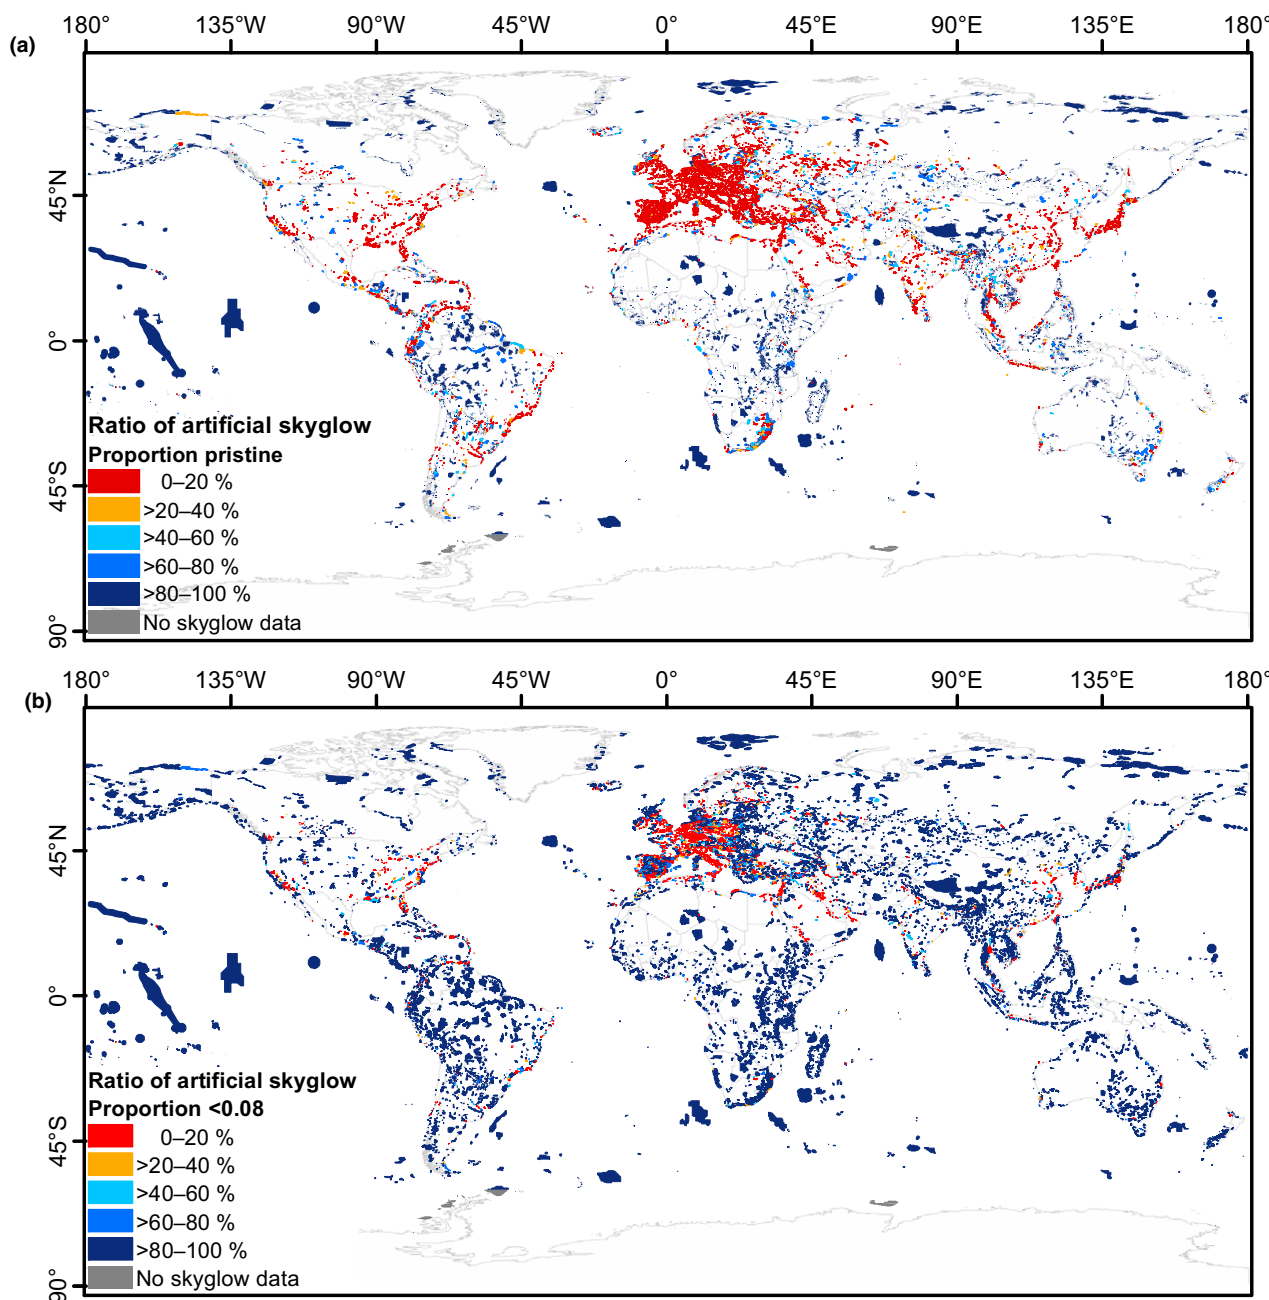 180° 135°W 90°W 45°W 0° 45°E 90°E 135°E 180°
(a)
45°N
0°
45°S
90°
Ratio of artificial skyglow
Proportion pristine
0–20 %
>20–40 %
>40–60 %
>60–80 %
>80–100 %
No skyglow data
180° 135°W 90°W 45°W 0° 45°E 90°E 135°E 180°
(b)
45°N
0°
45°S
90°
Ratio of artificial skyglow
Proportion <0.08
0–20 %
>20–40 %
>40–60 %
>60–80 %
>80–100 %
No skyglow data